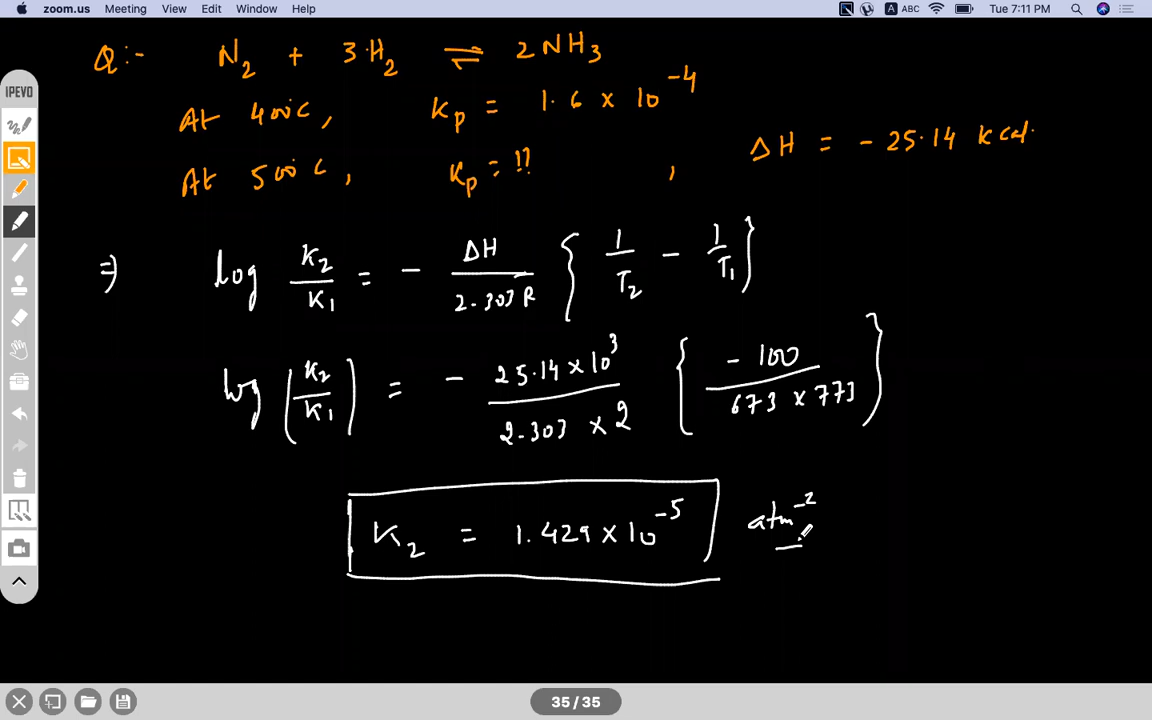 zoom.us Meeting View Edit Window Help ABC Tue 7:11 PM
IPEVO
Q:- N₂ + 3H₂ ⇌ 2NH₃
At 400°C, Kp = 1.6 × 10⁻⁴
At 500°C, Kp = !! , ΔH = -25.14 kcal.
⇒ log K₂/K₁ = - ΔH/2.303R { 1/T₂ - 1/T₁ }
log (K₂/K₁) = - 25.14×10³/2.303 × 2 { -100/673 × 773 }
K₂ = 1.429×10⁻⁵ atm⁻²
35/35